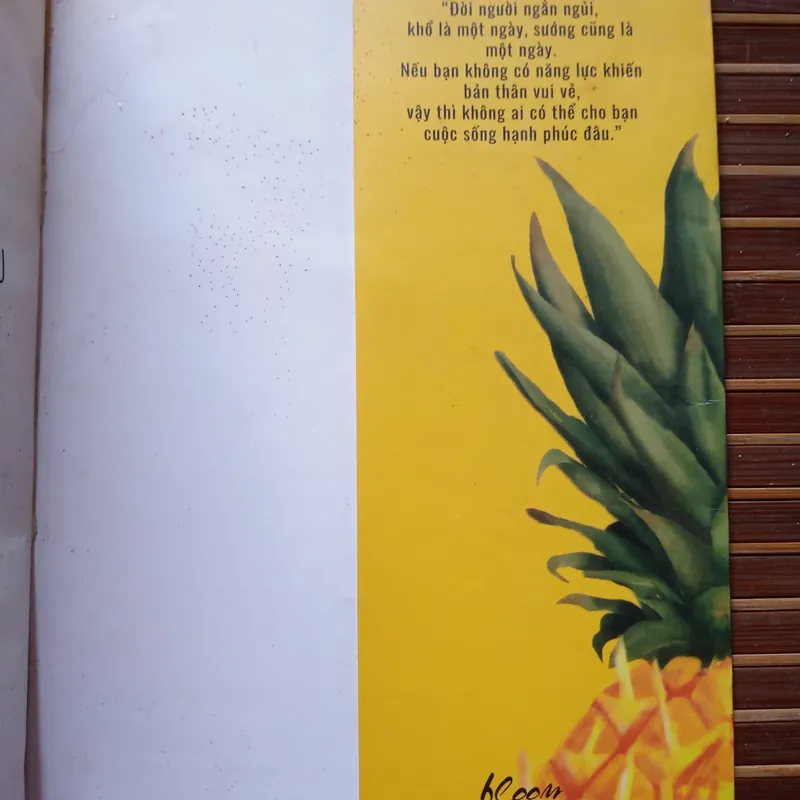 “Đời người ngắn ngủi,
khổ là một ngày, sướng cũng là
một ngày.
Nếu bạn không có năng lực khiến
bản thân vui vẻ,
vậy thì không ai có thể cho bạn
cuộc sống hạnh phúc đâu.”
bloom